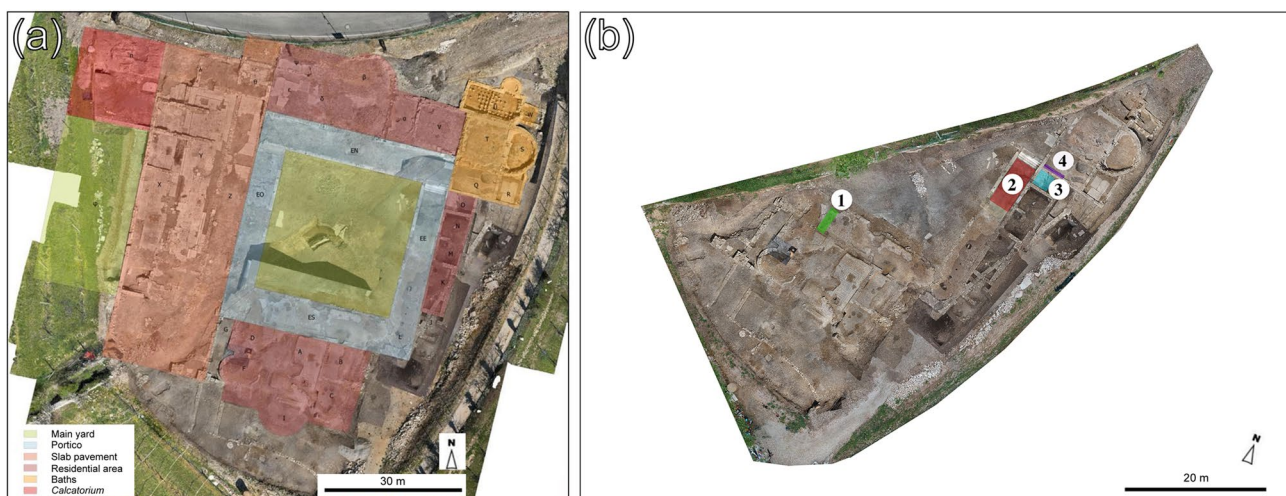 (a)
EN
EO
EE
ES
X
Z
T
S
Q
R
G
D
A
B
C
Main yard
Portico
Slab pavement
Residential area
Baths
Calcatorium
N
30 m
(b)
1
2
3
4
N
20 m